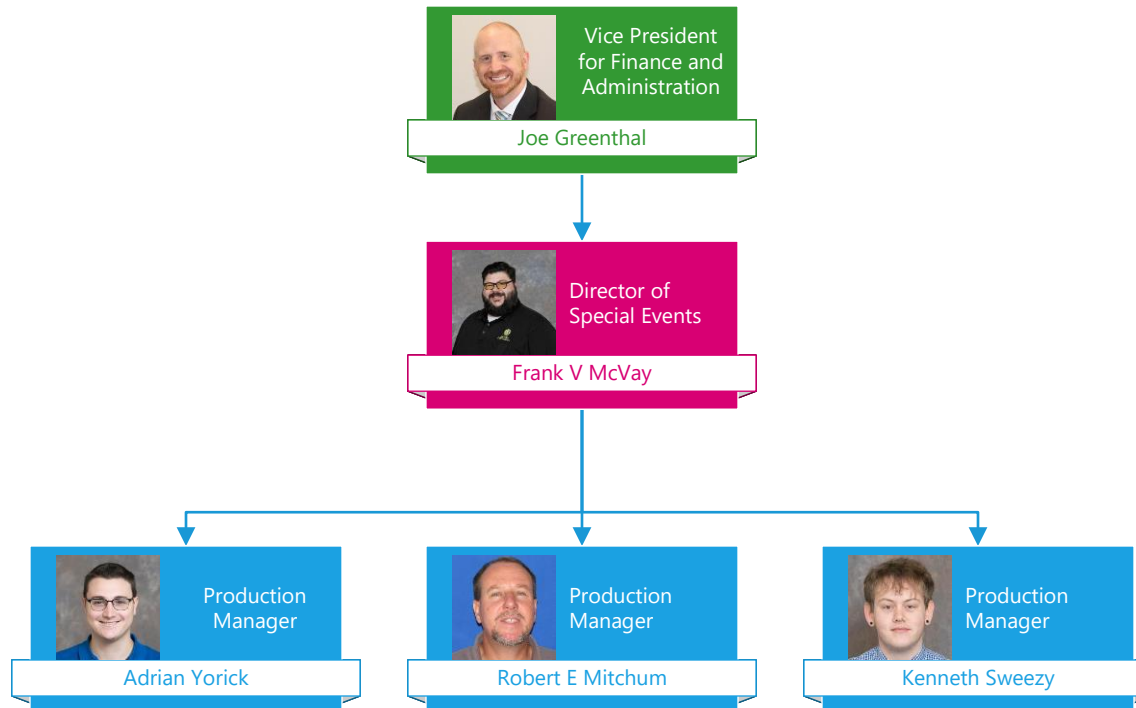 Vice President
for Finance and
Administration
Joe Greenthal
Director of
Special Events
Frank V McVay
Production
Manager
Adrian Yorick
Production
Manager
Robert E Mitchum
Production
Manager
Kenneth Sweezy